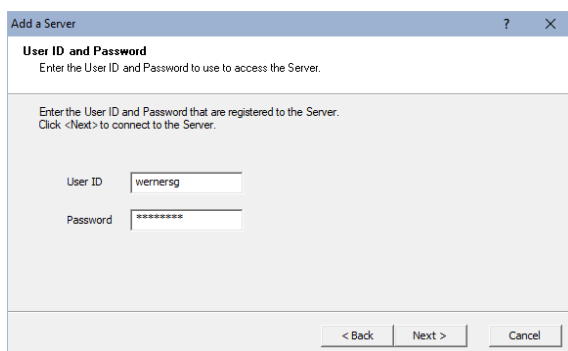 Add a Server ?
User ID and Password
Enter the User ID and Password to use to access the Server.
Enter the User ID and Password that are registered to the Server.
Click <Next> to connect to the Server.
User ID wernersg
Password ********
< Back Next > Cancel